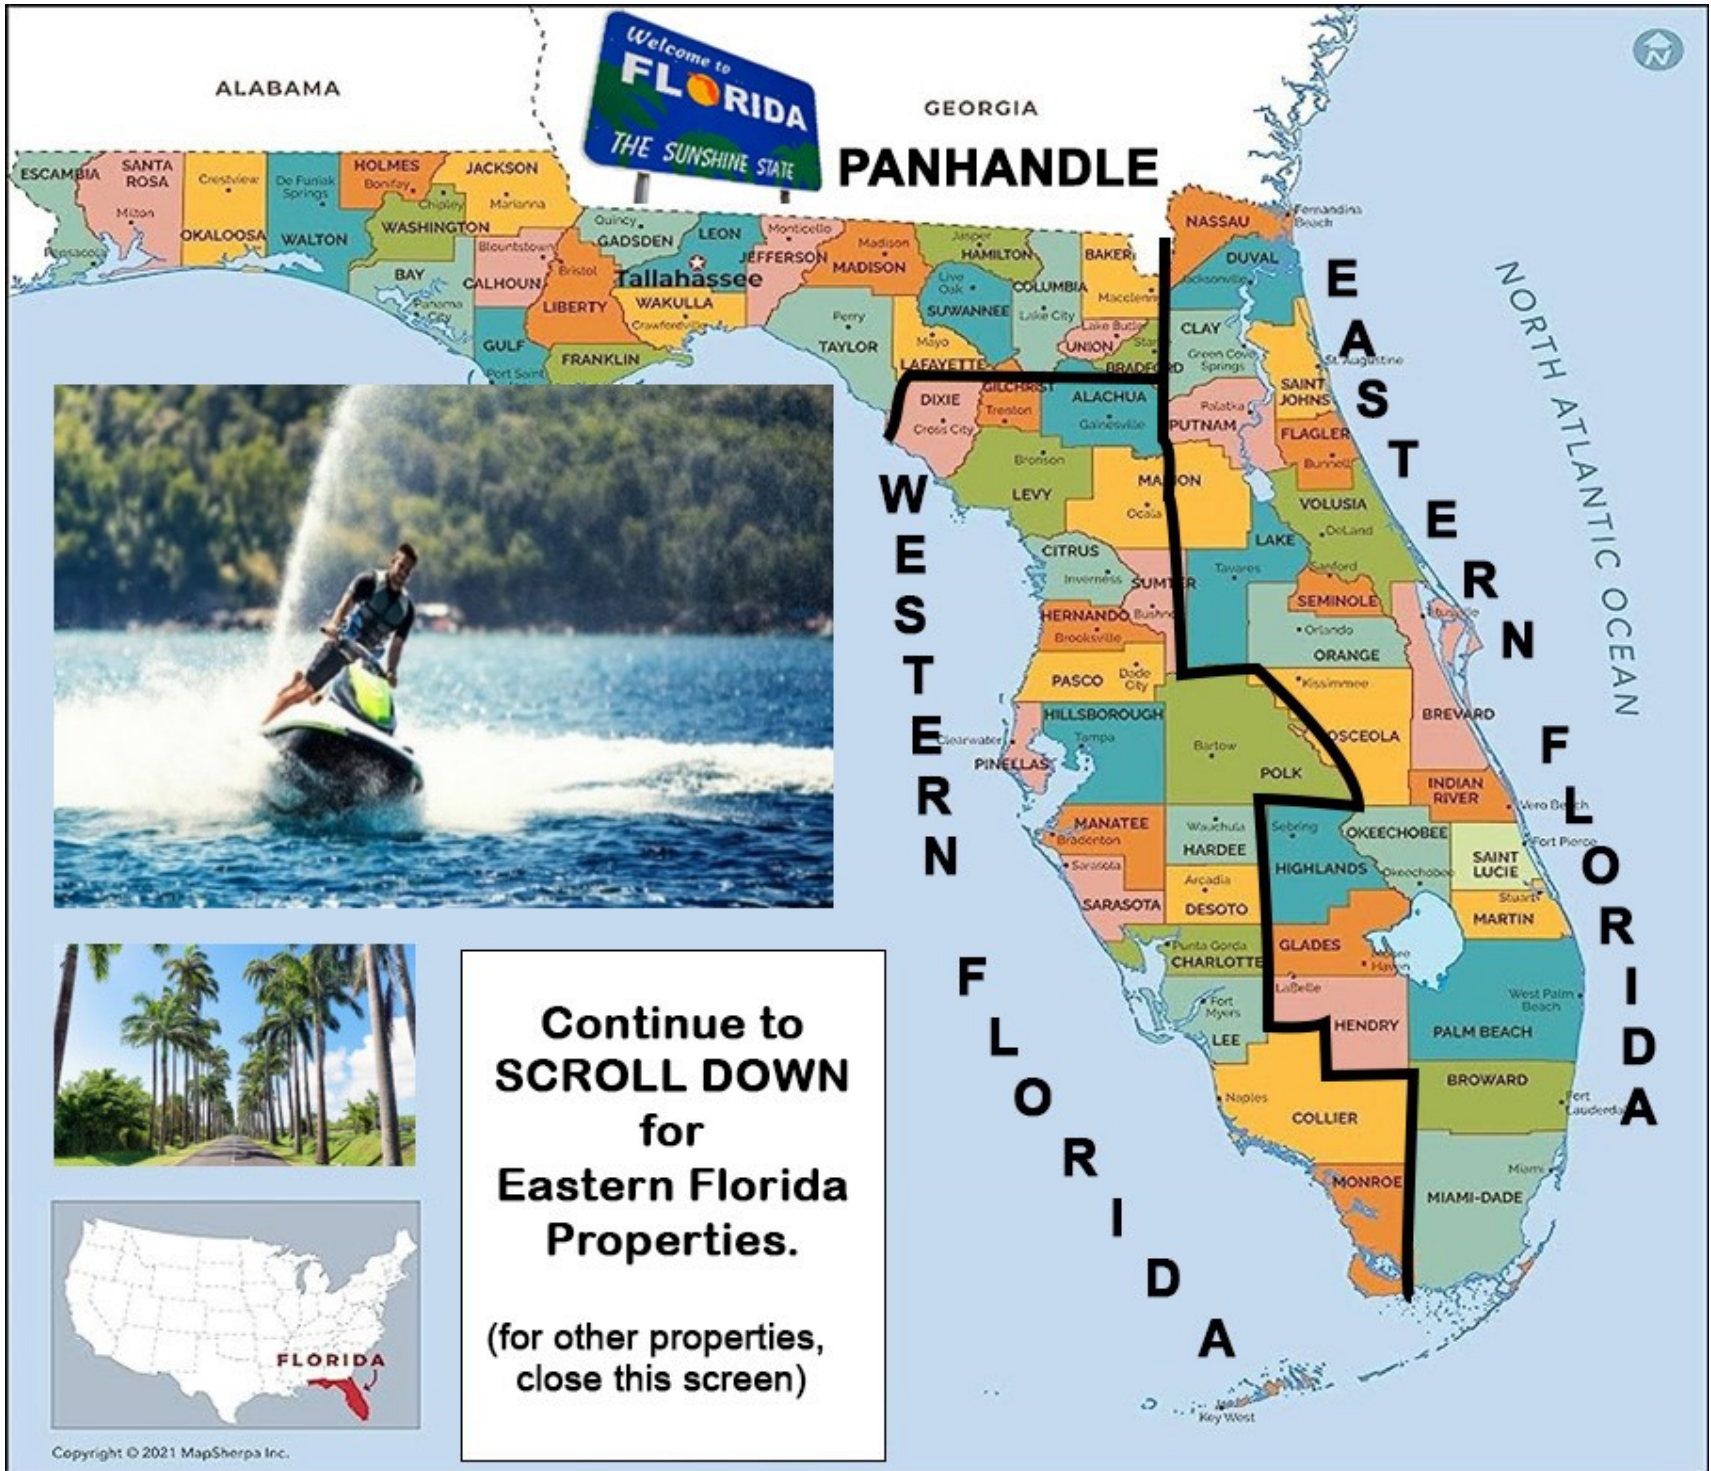 ALABAMA
Welcome to
FLORIDA
THE SUNSHINE STATE
GEORGIA
PANHANDLE
N
ESCAMBIA
Pensacola
SANTA
ROSA
Milton
Crestview
OKALOOSA
De Funiak
Springs
WALTON
HOLMES
Bonifay
Chipley
WASHINGTON
JACKSON
Marianna
BAY
Panama
City
Blountstown
CALHOUN
GULF
Port Saint
Bristol
LIBERTY
FRANKLIN
Quincy
GADSDEN
LEON
Tallahassee
WAKULLA
Crawfordville
Monticello
JEFFERSON
Madison
MADISON
Perry
TAYLOR
Jasper
HAMILTON
Live
Oak
SUWANNEE
Mayo
LAFAYETTE
COLUMBIA
Lake City
BAKER
Macclenn
Lake Butler
UNION
Star
BRADFORD
NASSAU
Fernandina
Beach
DUVAL
Jacksonville
CLAY
Green Cove
Springs
St. Augustine
SAINT
JOHNS
DIXIE
Cross City
GILCHRIST
Trenton
ALACHUA
Gainesville
Palatka
PUTNAM
FLAGLER
Bunnell
Bronson
LEVY
MARION
Ocala
VOLUSIA
DeLand
LAKE
Tavares
Sanford
SEMINOLE
CITRUS
Inverness
SUMTER
Bushn
HERNANDO
Brooksville
Orlando
ORANGE
Titusville
PASCO
Dade
City
Kissimmee
OSCEOLA
BREVARD
HILLSBOROUGH
Tampa
Clearwater
PINELLAS
Bartow
POLK
INDIAN
RIVER
Vero Beach
MANATEE
Bradenton
Wauchula
HARDEE
Sebring
HIGHLANDS
OKEECHOBEE
Okeechobee
Fort Pierce
SAINT
LUCIE
Sarasota
SARASOTA
Arcadia
DESOTO
Stuart
MARTIN
Punta Gorda
CHARLOTTE
GLADES
Moore
Haven
LaBelle
HENDRY
Fort
Myers
LEE
West Palm
Beach
PALM BEACH
Naples
COLLIER
BROWARD
Fort
Lauderdal
MONROE
Miami
MIAMI-DADE
Key West
WESTERN
FLORIDA
EASTERN
FLORIDA
NORTH ATLANTIC OCEAN
Continue to
SCROLL DOWN
for
Eastern Florida
Properties.
(for other properties,
close this screen)
FLORIDA
Copyright © 2021 MapSherpa Inc.